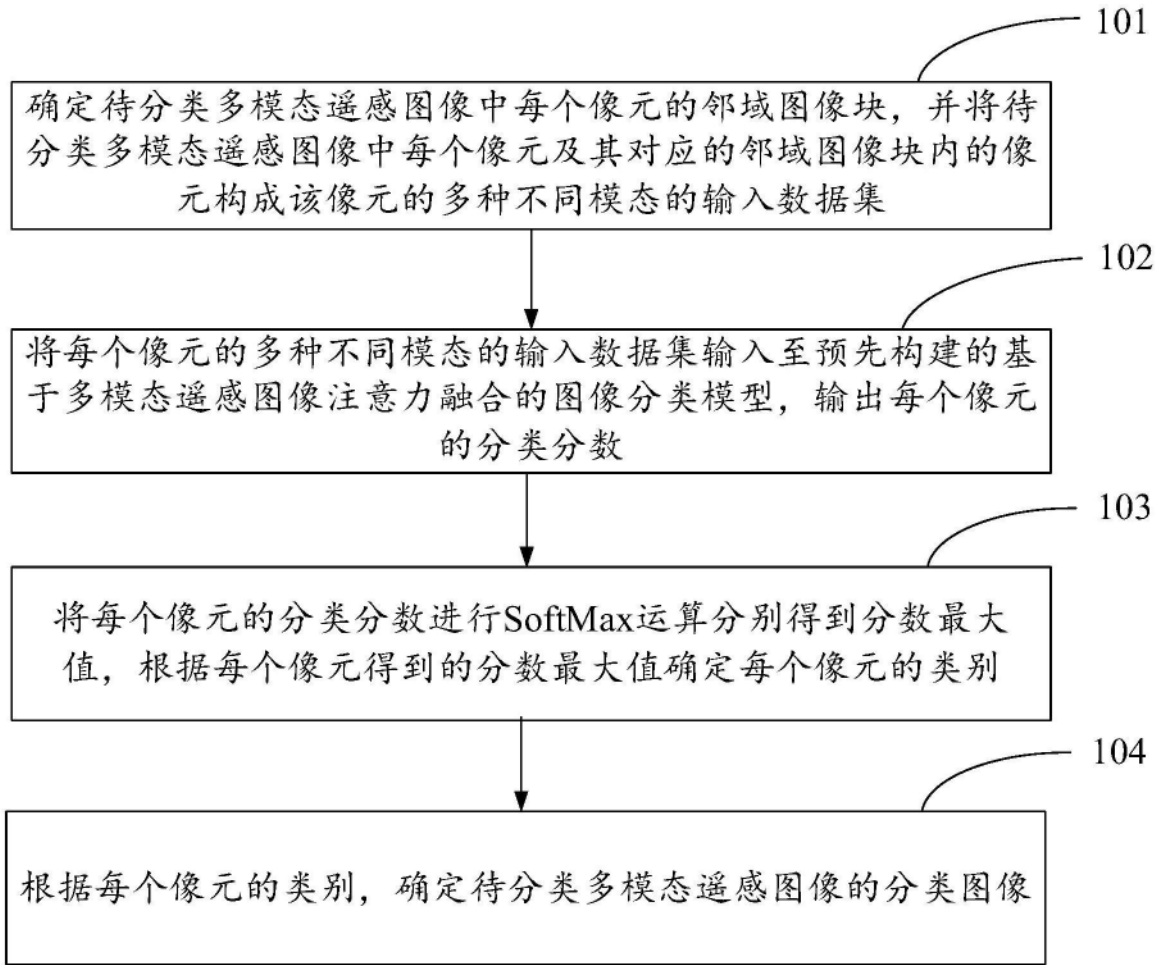 101
确定待分类多模态遥感图像中每个像元的邻域图像块，并将待
分类多模态遥感图像中每个像元及其对应的邻域图像块内的像
元构成该像元的多种不同模态的输入数据集
102
将每个像元的多种不同模态的输入数据集输入至预先构建的基
于多模态遥感图像注意力融合的图像分类模型，输出每个像元
的分类分数
103
将每个像元的分类分数进行SoftMax运算分别得到分数最大
值，根据每个像元得到的分数最大值确定每个像元的类别
104
根据每个像元的类别，确定待分类多模态遥感图像的分类图像